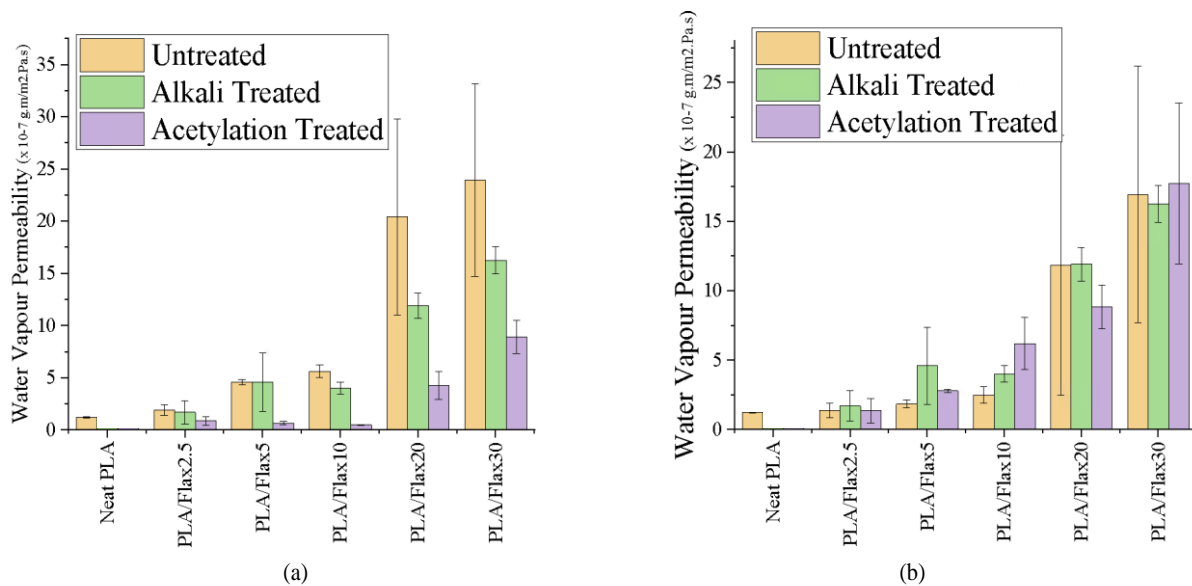 Water Vapour Permeability (x 10-7 g.m/m2.Pa.s)
35
30
25
20
15
10
5
0
Untreated
Alkali Treated
Acetylation Treated
Neat PLA
PLA/Flax2.5
PLA/Flax5
PLA/Flax10
PLA/Flax20
PLA/Flax30
(a)
Water Vapour Permeability (x 10-7 g.m/m2.Pa.s)
25
20
15
10
5
0
Untreated
Alkali Treated
Acetylation Treated
Neat PLA
PLA/Flax2.5
PLA/Flax5
PLA/Flax10
PLA/Flax20
PLA/Flax30
(b)